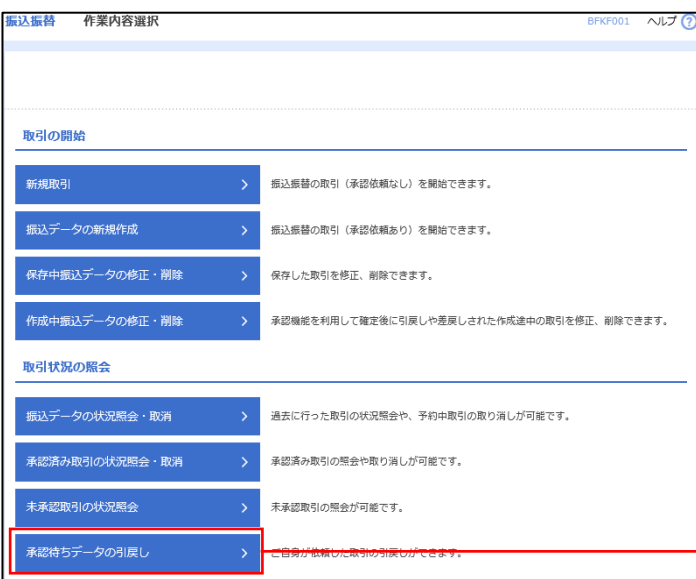 振込振替 作業内容選択 BFKF001 ヘルプ ?
取引の開始
新規取引 振込振替の取引（承認依頼なし）を開始できます。
振込データの新規作成 振込振替の取引（承認依頼あり）を開始できます。
保存中振込データの修正・削除 保存した取引を修正、削除できます。
作成中振込データの修正・削除 承認機能を利用して確定後に引戻しや差戻しされた作成途中の取引を修正、削除できます。
取引状況の照会
振込データの状況照会・取消 過去に行った取引の状況照会や、予約中取引の取り消しが可能です。
承認済み取引の状況照会・取消 承認済み取引の照会や取り消しが可能です。
未承認取引の状況照会 未承認取引の照会が可能です。
承認待ちデータの引戻し ご自身が依頼した取引の引戻しができます。